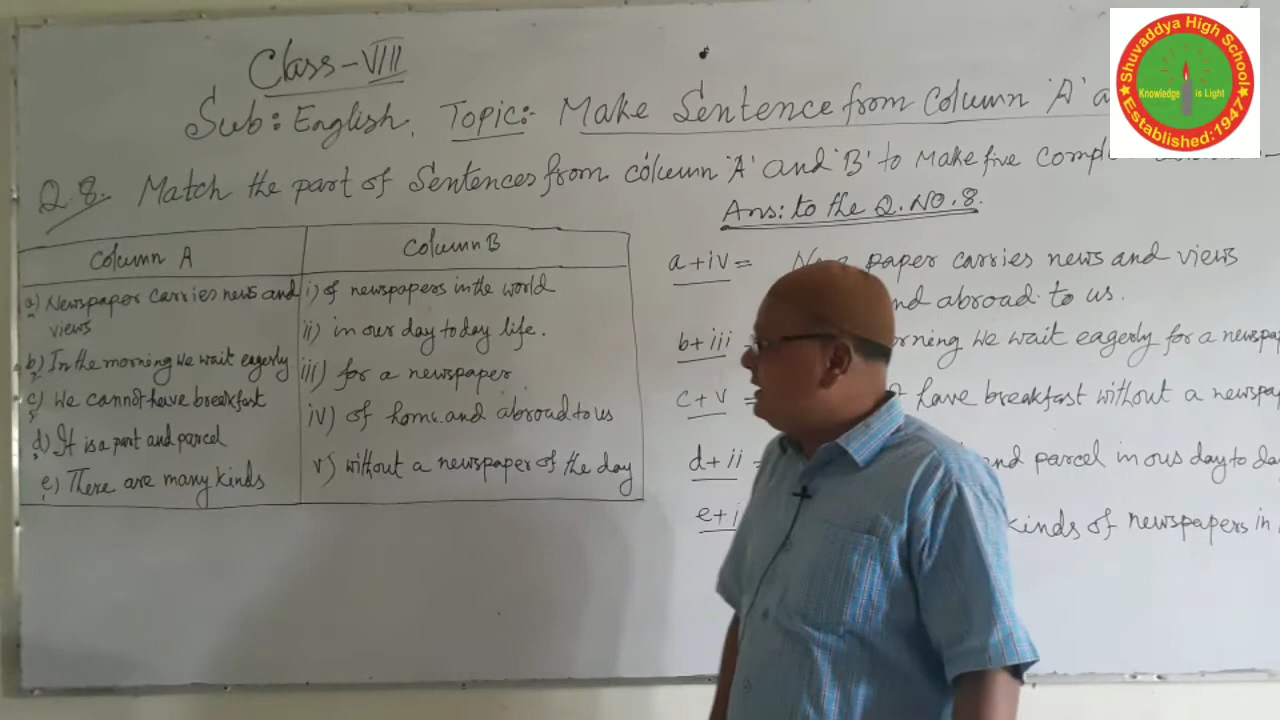 Class-VIII
Sub: English. Topic:- Make Sentence from Column 'A' a
Q.8. Match the part of Sentences from column 'A' and 'B' to make five
Ans: to the Q.NO.8.
Column A
a) Newspaper carries news and
views
b) In the morning we wait eagerly
c) We cannot have breakfast
d) It is a part and parcel
e) There are many kinds
Column B
i) of newspapers in the world
ii) in our day to day life.
iii) for a newspaper
iv) of home and abroad to us
v) without a newspaper of the day
a+iv= paper carries news and views
nd abroad to us.
b+iii rning we wait eagerly for a newspa
c+v = have breakfast without a newspa
d+ii = and parcel in ous day to da
e+i kinds of newspapers in
Shuvaddya High School
Knowledge is Light
Established:1947